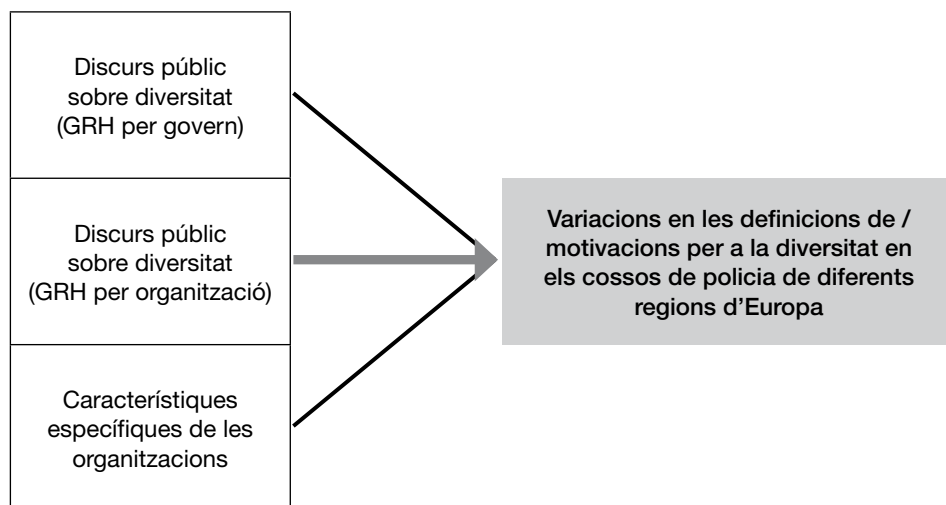 Discurs públic
sobre diversitat
(GRH per govern)
Discurs públic
sobre diversitat
(GRH per organització)
Característiques
específiques de les
organitzacions
Variacions en les definicions de /
motivacions per a la diversitat en
els cossos de policia de diferents
regions d'Europa